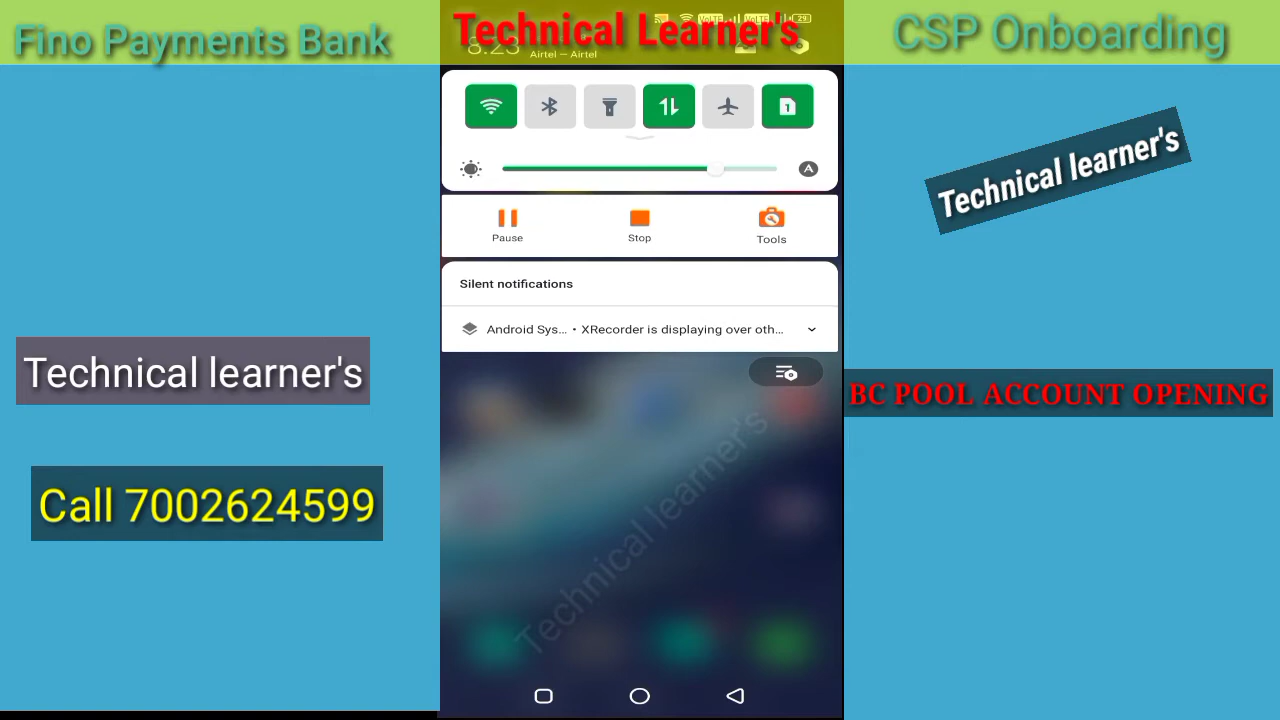 Fino Payments Bank
Technical Learner's
CSP Onboarding
8:23
Airtel — Airtel
29
Technical learner's
Pause
Stop
Tools
Silent notifications
Android Sys... • XRecorder is displaying over oth...
Technical learner's
BC POOL ACCOUNT OPENING
Call 7002624599
Technical learner's